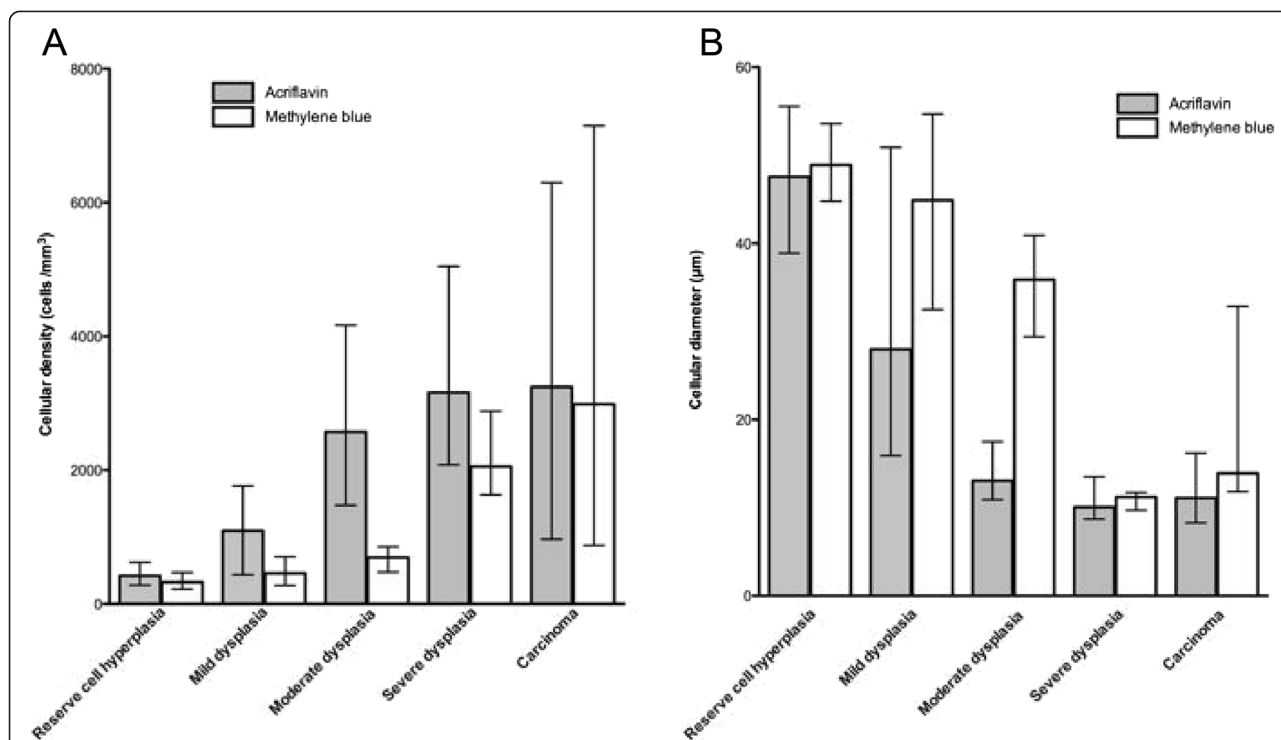 A
8000
6000
4000
2000
0
Cellular density (cells /mm³)
Acriflavin
Methylene blue
Reserve cell hyperplasia
Mild dysplasia
Moderate dysplasia
Severe dysplasia
Carcinoma
B
60
40
20
0
Cellular diameter (µm)
Acriflavin
Methylene blue
Reserve cell hyperplasia
Mild dysplasia
Moderate dysplasia
Severe dysplasia
Carcinoma